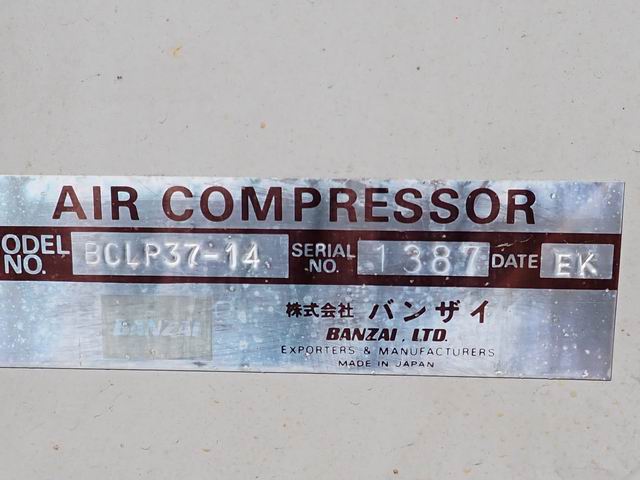 AIR COMPRESSOR
ODEL NO. BCLP37-14 SERIAL NO. 1387 DATE EK
株式会社 バンザイ
BANZAI
BANZAI, LTD.
EXPORTERS & MANUFACTURERS
MADE IN JAPAN